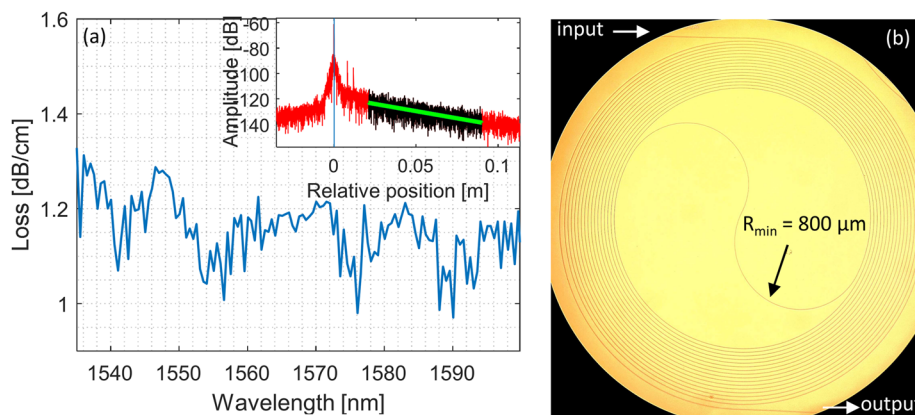 (a)
Loss [dB/cm]
1.6
1.4
1.2
1
1540
1550
1560
1570
1580
1590
Wavelength [nm]
Amplitude [dB]
-60
-80
-100
-120
-140
0
0.05
0.1
Relative position [m]
input
(b)
Rmin = 800 μm
output